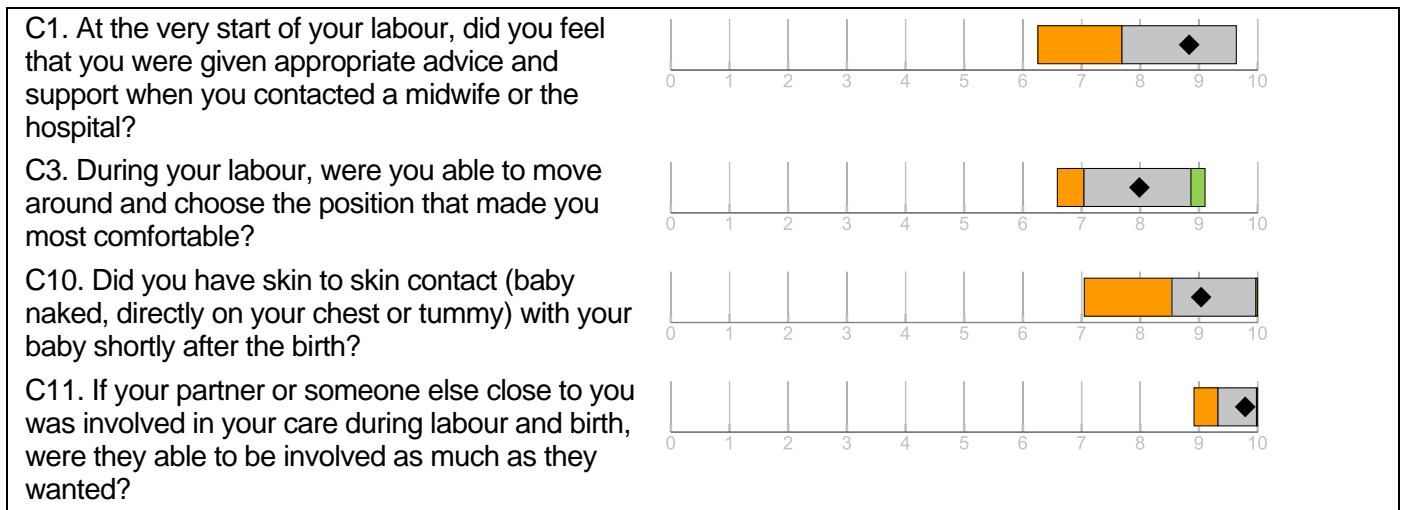 C1. At the very start of your labour, did you feel
that you were given appropriate advice and
support when you contacted a midwife or the
hospital?
0 1 2 3 4 5 6 7 8 9 10
C3. During your labour, were you able to move
around and choose the position that made you
most comfortable?
0 1 2 3 4 5 6 7 8 9 10
C10. Did you have skin to skin contact (baby
naked, directly on your chest or tummy) with your
baby shortly after the birth?
0 1 2 3 4 5 6 7 8 9 10
C11. If your partner or someone else close to you
was involved in your care during labour and birth,
were they able to be involved as much as they
wanted?
0 1 2 3 4 5 6 7 8 9 10